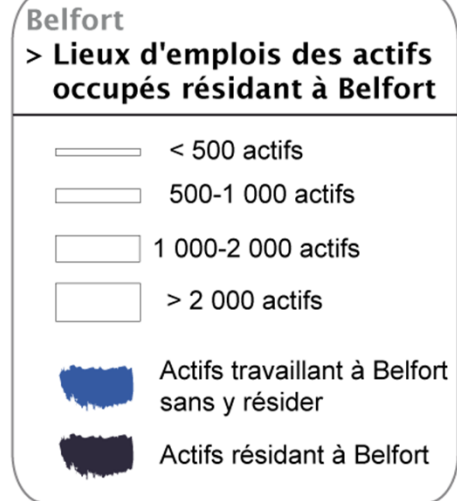 Belfort
> Lieux d'emplois des actifs
occupés résidant à Belfort
< 500 actifs
500-1 000 actifs
1 000-2 000 actifs
> 2 000 actifs
Actifs travaillant à Belfort
sans y résider
Actifs résidant à Belfort